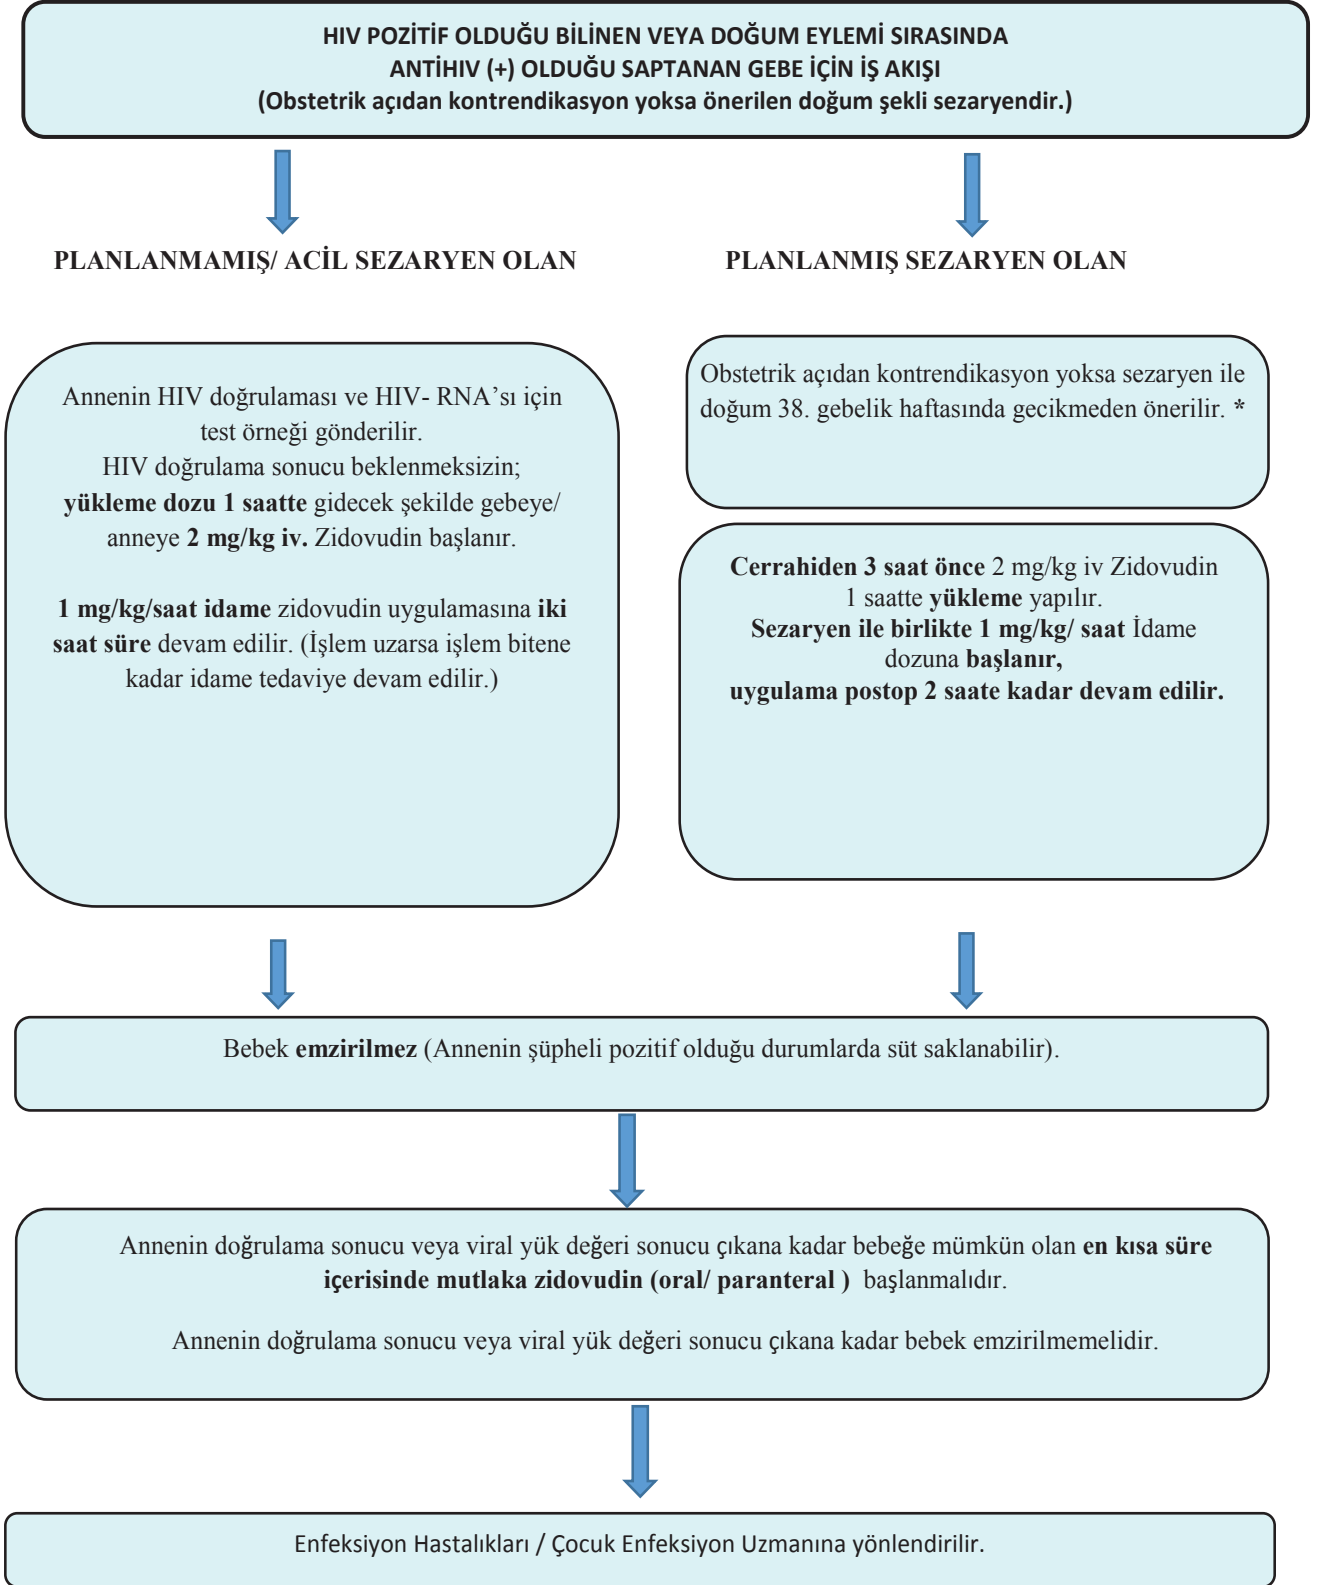 HIV POZİTİF OLDUĞU BİLİNEN VEYA DOĞUM EYLEMİ SIRASINDA
ANTİHIV (+) OLDUĞU SAPTANAN GEBE İÇİN İŞ AKIŞI
(Obstetrik açıdan kontrendikasyon yoksa önerilen doğum şekli sezaryendir.)
PLANLANMAMIŞ/ ACİL SEZARYEN OLAN
Annenin HIV doğrulaması ve HIV- RNA’sı için
test örneği gönderilir.
HIV doğrulama sonucu beklenmeksizin;
yükleme dozu 1 saatte gidecek şekilde gebeye/
anneye 2 mg/kg iv. Zidovudin başlanır.
1 mg/kg/saat idame zidovudin uygulamasına iki
saat süre devam edilir. (İşlem uzarsa işlem bitene
kadar idame tedaviye devam edilir.)
PLANLANMIŞ SEZARYEN OLAN
Obstetrik açıdan kontrendikasyon yoksa sezaryen ile
doğum 38. gebelik haftasında gecikmeden önerilir. *
Cerrahiden 3 saat önce 2 mg/kg iv Zidovudin
1 saatte yükleme yapılır.
Sezaryen ile birlikte 1 mg/kg/ saat İdame
dozuna başlanır,
uygulama postop 2 saate kadar devam edilir.
Bebek emzirilmez (Annenin şüpheli pozitif olduğu durumlarda süt saklanabilir).
Annenin doğrulama sonucu veya viral yük değeri sonucu çıkana kadar bebeğe mümkün olan en kısa süre
içerisinde mutlaka zidovudin (oral/ paranteral ) başlanmalıdır.
Annenin doğrulama sonucu veya viral yük değeri sonucu çıkana kadar bebek emzirilmemelidir.
Enfeksiyon Hastalıkları / Çocuk Enfeksiyon Uzmanına yönlendirilir.